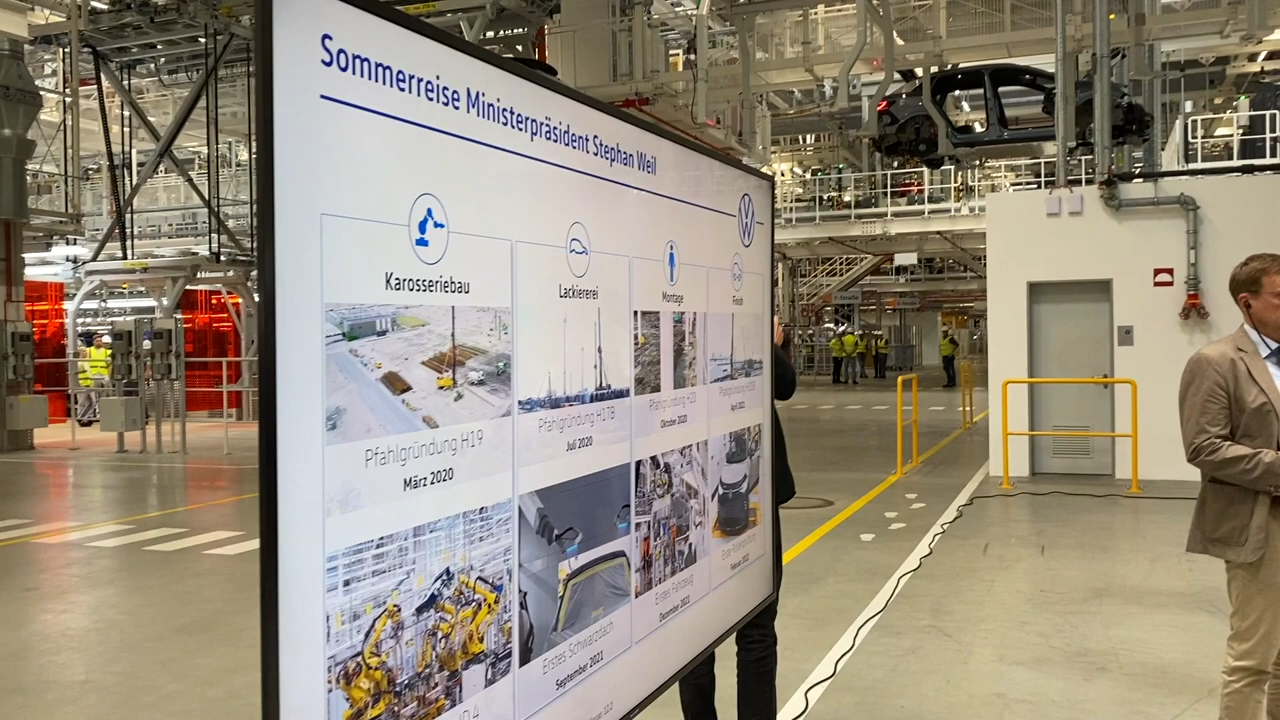 Sommerreise Ministerpräsident Stephan Weil
Karosseriebau
Lackiererei
Montage
Finish
Pfahlgründung H19
März 2020
Pfahlgründung H17B
Juli 2020
Pfahlgründung H20
Oktober 2020
April 2021
Erstes Schwarzdach
September 2021
Erstes Fahrzeug
Dezember 2021
Februar 2022